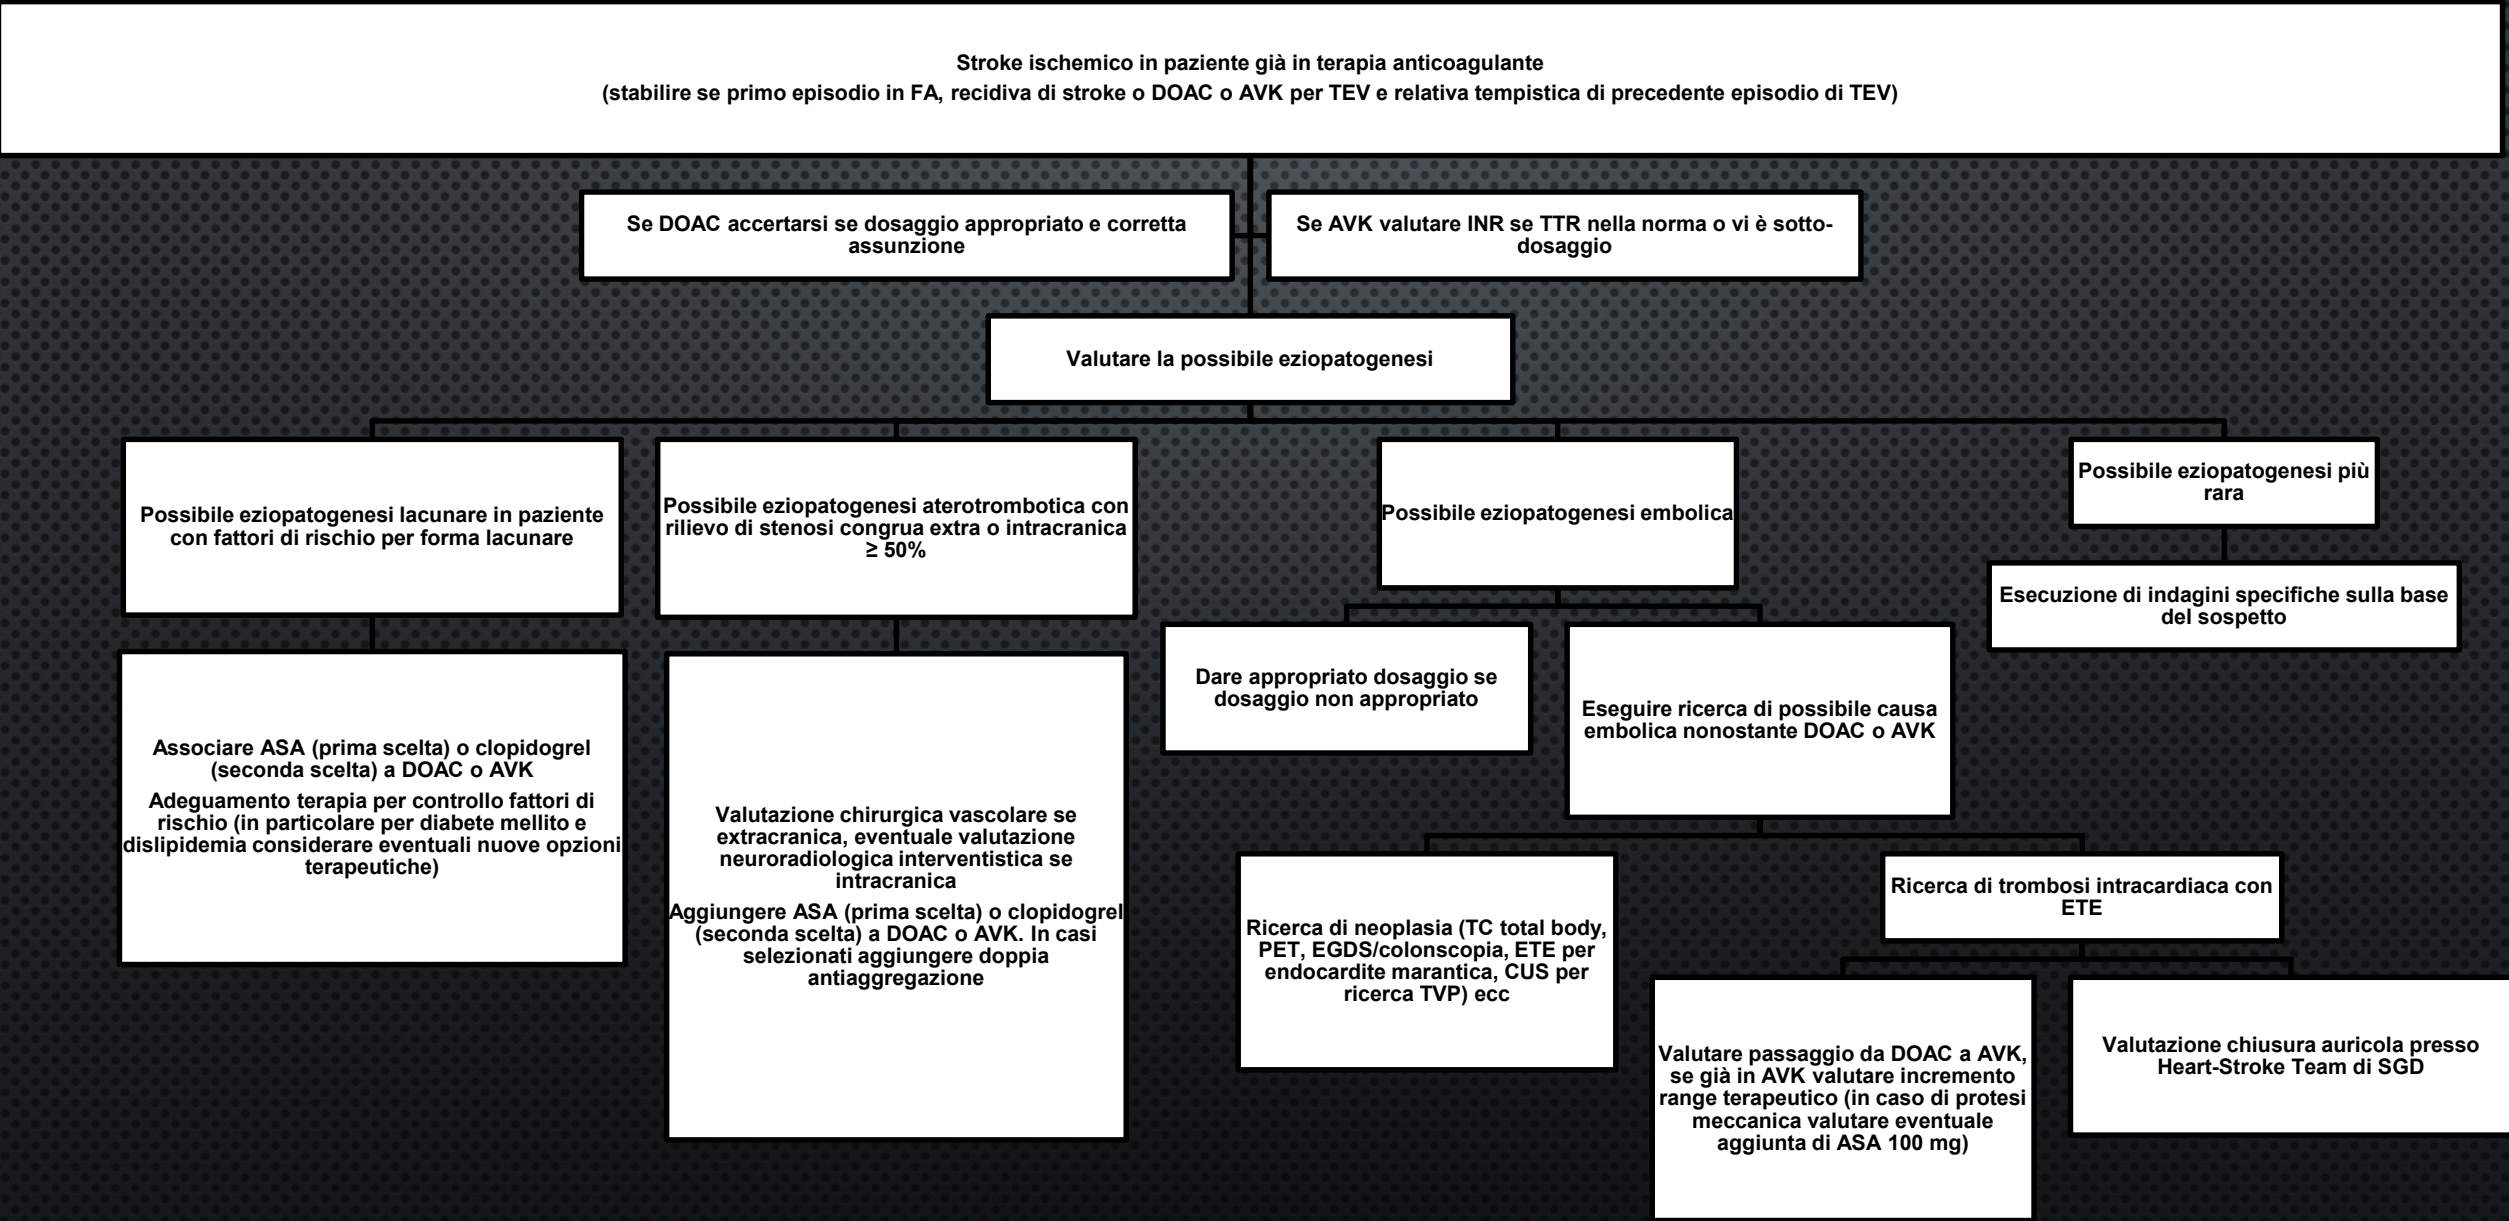 Stroke ischemico in paziente già in terapia anticoagulante
(stabilire se primo episodio in FA, recidiva di stroke o DOAC o AVK per TEV e relativa tempistica di precedente episodio di TEV)
Se DOAC accertarsi se dosaggio appropriato e corretta
assunzione
Se AVK valutare INR se TTR nella norma o vi è sotto-
dosaggio
Valutare la possibile eziopatogenesi
Possibile eziopatogenesi lacunare in paziente
con fattori di rischio per forma lacunare
Possibile eziopatogenesi aterotrombotica con
rilievo di stenosi congrua extra o intracranica
≥ 50%
Possibile eziopatogenesi embolica
Possibile eziopatogenesi più
rara
Associare ASA (prima scelta) o clopidogrel
(seconda scelta) a DOAC o AVK
Adeguamento terapia per controllo fattori di
rischio (in particolare per diabete mellito e
dislipidemia considerare eventuali nuove opzioni
terapeutiche)
Valutazione chirurgica vascolare se
extracranica, eventuale valutazione
neuroradiologica interventistica se
intracranica
Aggiungere ASA (prima scelta) o clopidogrel
(seconda scelta) a DOAC o AVK. In casi
selezionati aggiungere doppia
antiaggregazione
Dare appropriato dosaggio se
dosaggio non appropriato
Eseguire ricerca di possibile causa
embolica nonostante DOAC o AVK
Esecuzione di indagini specifiche sulla base
del sospetto
Ricerca di neoplasia (TC total body,
PET, EGDS/colonscopia, ETE per
endocardite marantica, CUS per
ricerca TVP) ecc
Ricerca di trombosi intracardiaca con
ETE
Valutare passaggio da DOAC a AVK,
se già in AVK valutare incremento
range terapeutico (in caso di protesi
meccanica valutare eventuale
aggiunta di ASA 100 mg)
Valutazione chiusura auricola presso
Heart-Stroke Team di SGD